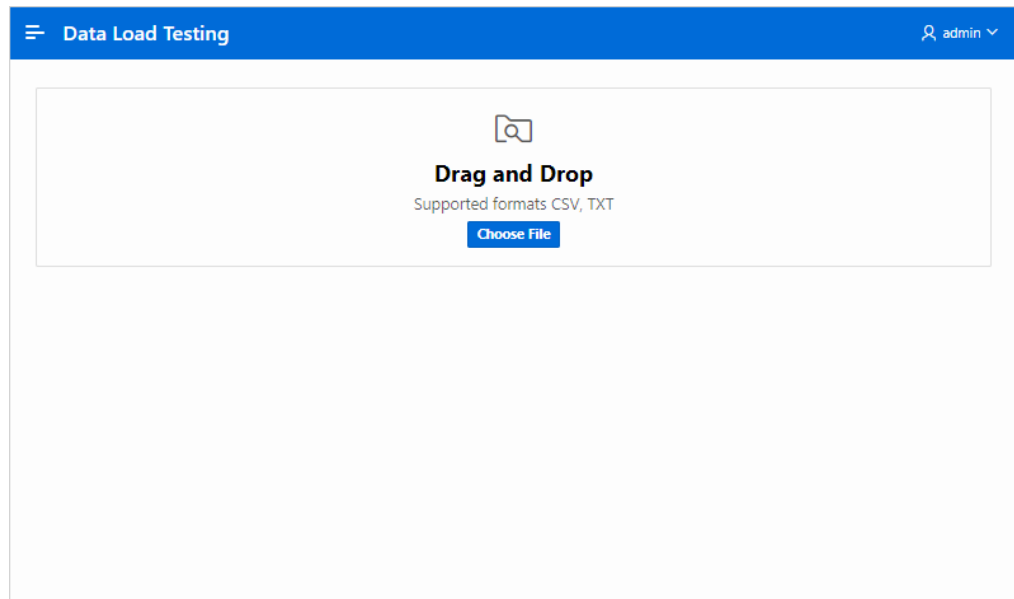 Data Load Testing
admin
Drag and Drop
Supported formats CSV, TXT
Choose File